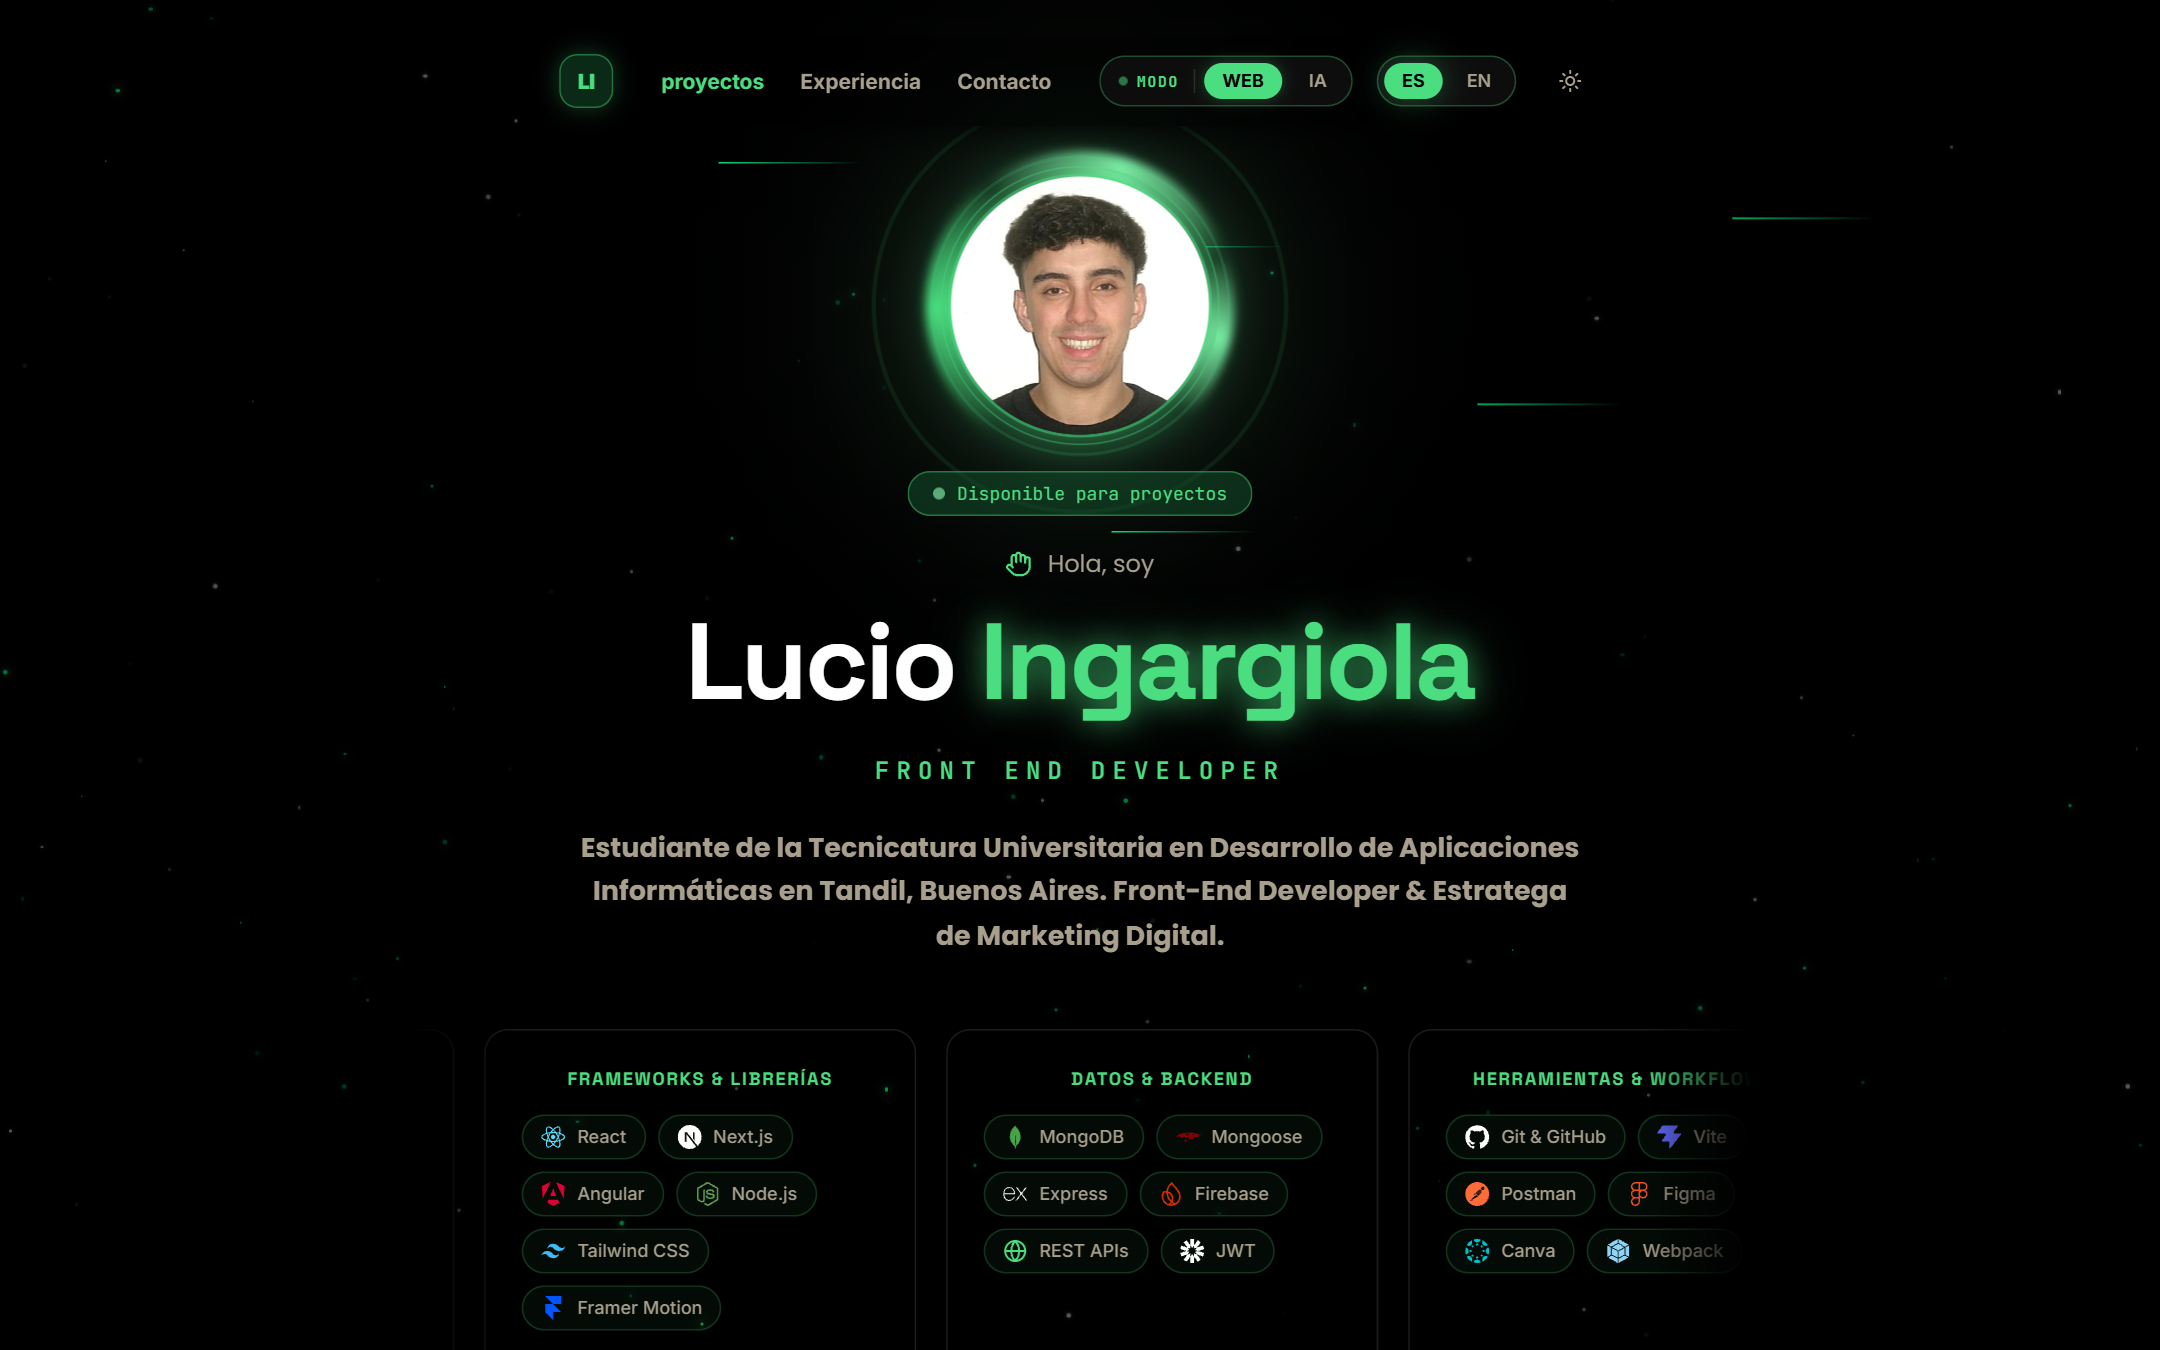 LI
proyectos
Experiencia
Contacto
MODO
WEB
IA
ES
EN
Disponible para proyectos
Hola, soy
Lucio Ingargiola
FRONT END DEVELOPER
Estudiante de la Tecnicatura Universitaria en Desarrollo de Aplicaciones
Informáticas en Tandil, Buenos Aires. Front-End Developer & Estratega
de Marketing Digital.
FRAMEWORKS & LIBRERÍAS
React
Next.js
Angular
Node.js
Tailwind CSS
Framer Motion
DATOS & BACKEND
MongoDB
Mongoose
Express
Firebase
REST APIs
JWT
HERRAMIENTAS & WORKFLOW
Git & GitHub
Vite
Postman
Figma
Canva
Webpack